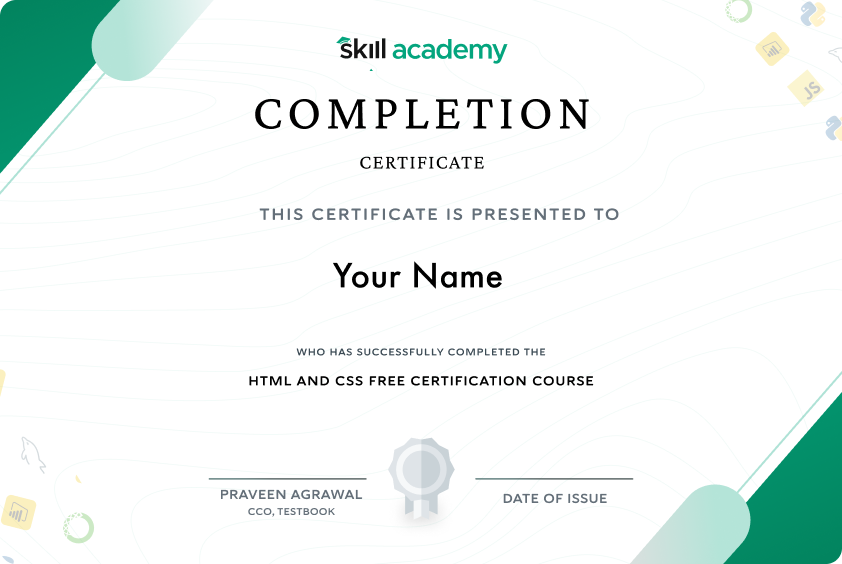 skill academy
JS
COMPLETION
CERTIFICATE
THIS CERTIFICATE IS PRESENTED TO
Your Name
WHO HAS SUCCESSFULLY COMPLETED THE
HTML AND CSS FREE CERTIFICATION COURSE
PRAVEEN AGRAWAL
CCO, TESTBOOK
DATE OF ISSUE